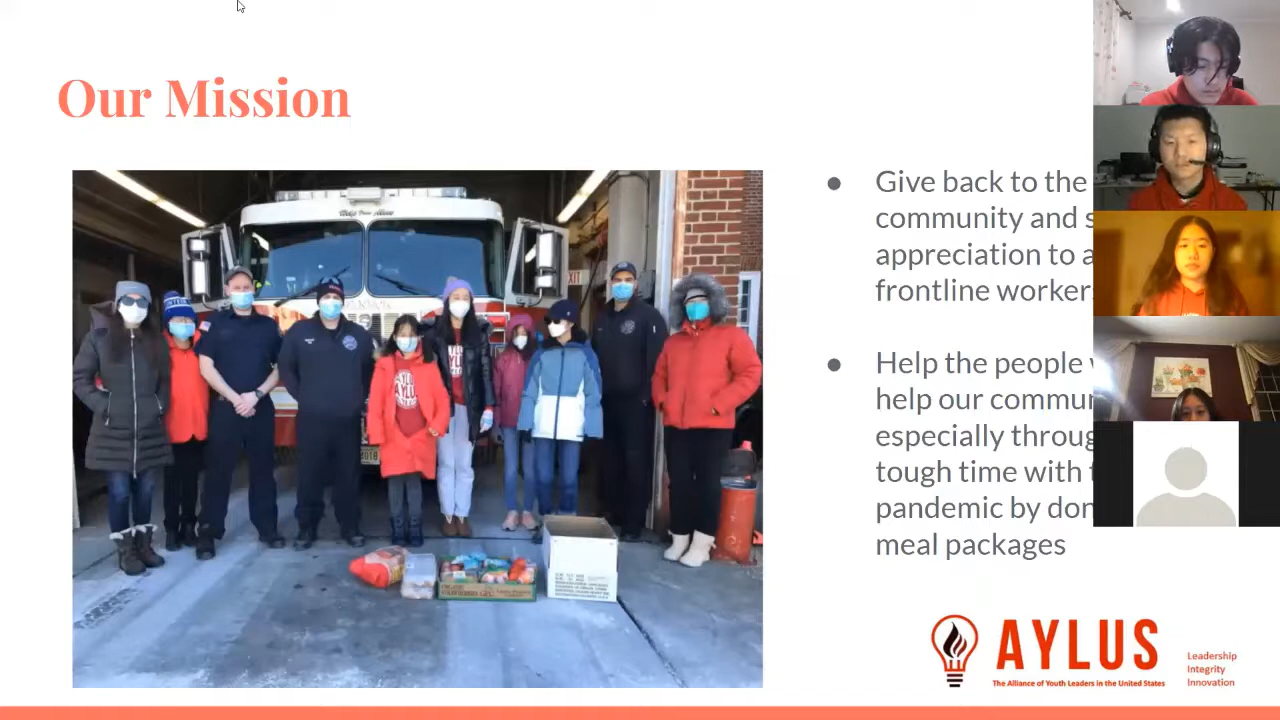 Our Mission
Give back to the
community and
appreciation to
frontline worker
Help the people
help our commun
especially throug
tough time with
pandemic by don
meal packages
AYLUS
The Alliance of Youth Leaders in the United States
Leadership
Integrity
Innovation